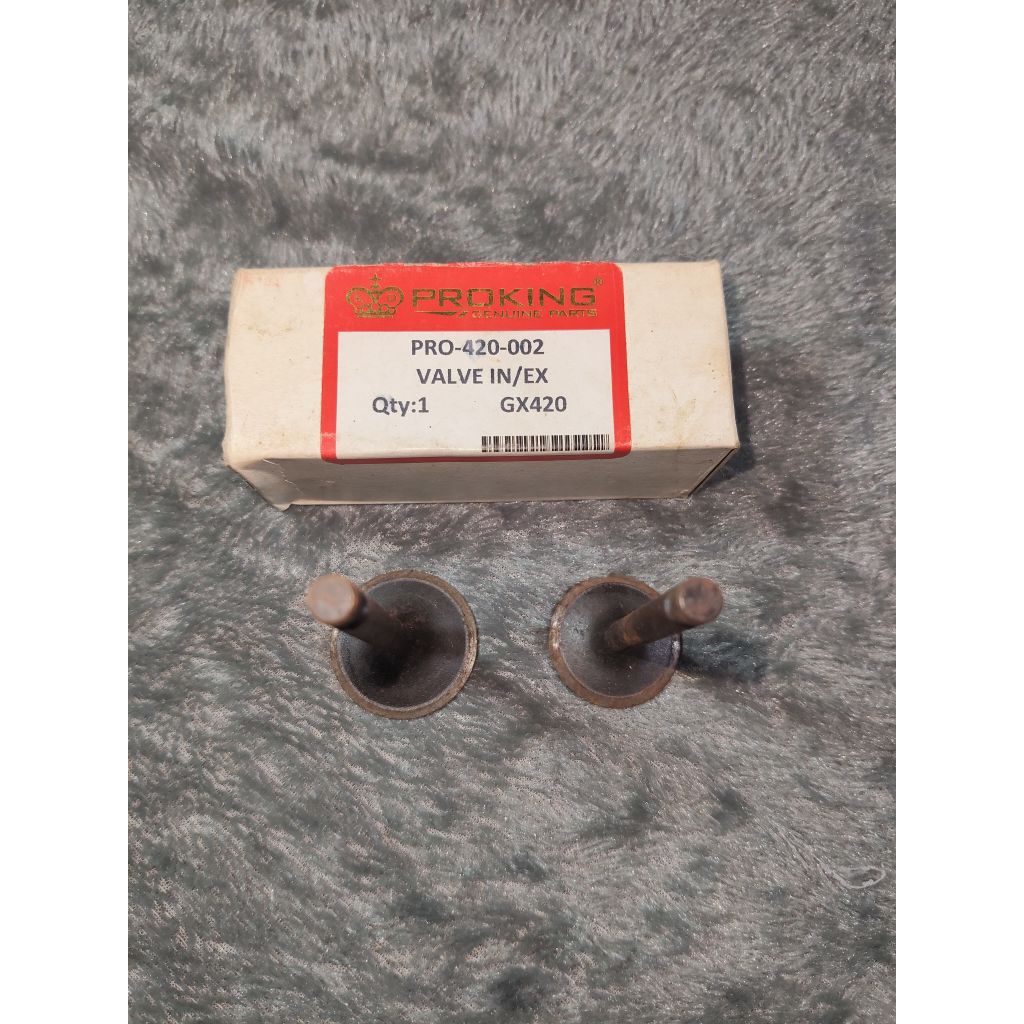 PROKING®
GENUINE PARTS
PRO-420-002
VALVE IN/EX
Qty:1 GX420